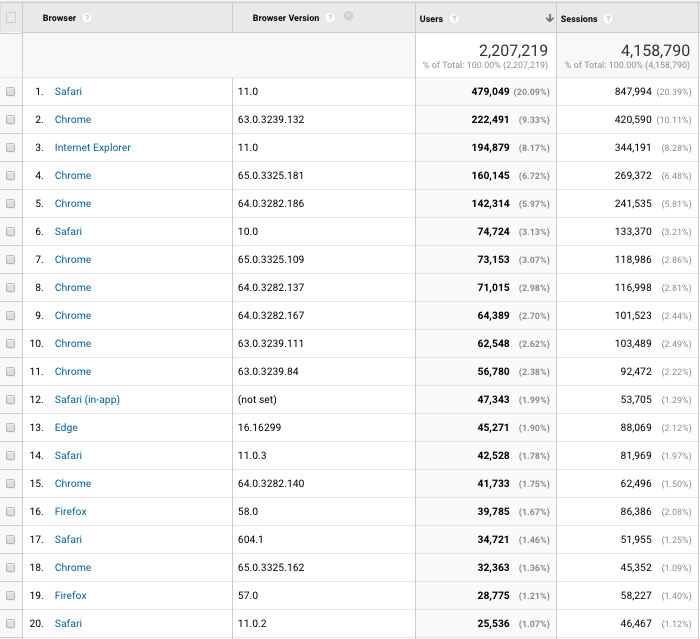 Browser ? Browser Version ? Users ? Sessions ?
2,207,219 4,158,790
% of Total: 100.00% (2,207,219) % of Total: 100.00% (4,158,790)
1. Safari 11.0 479,049 (20.09%) 847,994 (20.39%)
2. Chrome 63.0.3239.132 222,491 (9.33%) 420,590 (10.11%)
3. Internet Explorer 11.0 194,879 (8.17%) 344,191 (8.28%)
4. Chrome 65.0.3325.181 160,145 (6.72%) 269,372 (6.48%)
5. Chrome 64.0.3282.186 142,314 (5.97%) 241,535 (5.81%)
6. Safari 10.0 74,724 (3.13%) 133,370 (3.21%)
7. Chrome 65.0.3325.109 73,153 (3.07%) 118,986 (2.86%)
8. Chrome 64.0.3282.137 71,015 (2.98%) 116,998 (2.81%)
9. Chrome 64.0.3282.167 64,389 (2.70%) 101,523 (2.44%)
10. Chrome 63.0.3239.111 62,548 (2.62%) 103,489 (2.49%)
11. Chrome 63.0.3239.84 56,780 (2.38%) 92,472 (2.22%)
12. Safari (in-app) (not set) 47,343 (1.99%) 53,705 (1.29%)
13. Edge 16.16299 45,271 (1.90%) 88,069 (2.12%)
14. Safari 11.0.3 42,528 (1.78%) 81,969 (1.97%)
15. Chrome 64.0.3282.140 41,733 (1.75%) 62,496 (1.50%)
16. Firefox 58.0 39,785 (1.67%) 86,386 (2.08%)
17. Safari 604.1 34,721 (1.46%) 51,955 (1.25%)
18. Chrome 65.0.3325.162 32,363 (1.36%) 45,352 (1.09%)
19. Firefox 57.0 28,775 (1.21%) 58,227 (1.40%)
20. Safari 11.0.2 25,536 (1.07%) 46,467 (1.12%)